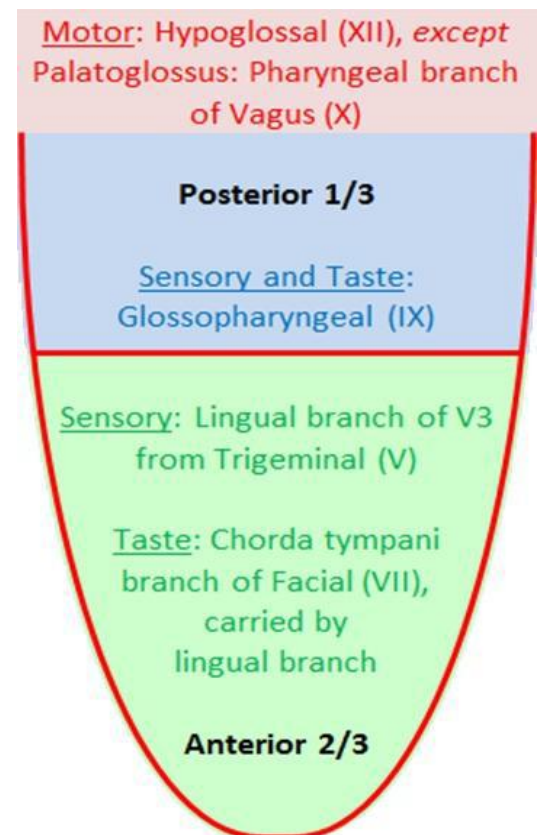 Motor: Hypoglossal (XII), except
Palatoglossus: Pharyngeal branch
of Vagus (X)
Posterior 1/3
Sensory and Taste:
Glossopharyngeal (IX)
Sensory: Lingual branch of V3
from Trigeminal (V)
Taste: Chorda tympani
branch of Facial (VII),
carried by
lingual branch
Anterior 2/3